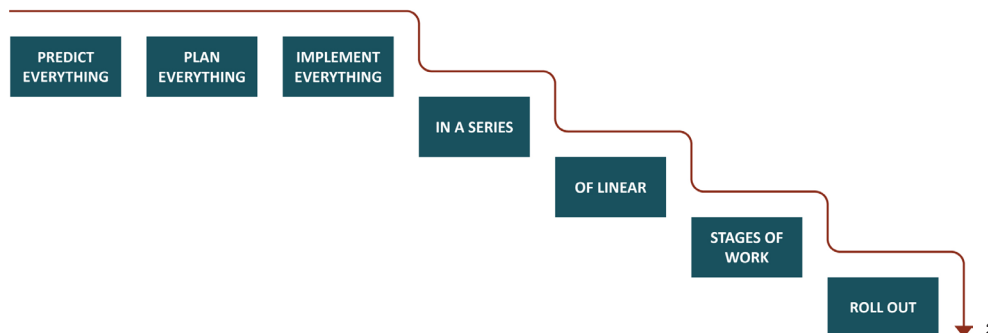 PREDICT
EVERYTHING
PLAN
EVERYTHING
IMPLEMENT
EVERYTHING
IN A SERIES
OF LINEAR
STAGES OF
WORK
ROLL OUT